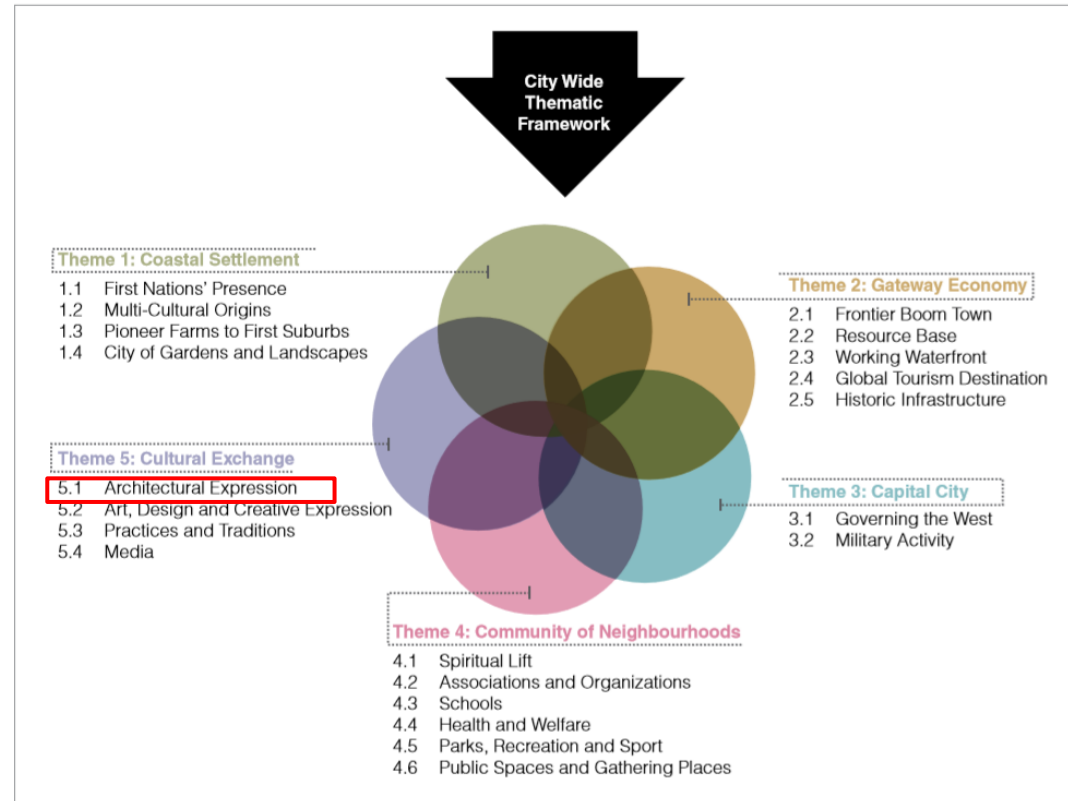 City Wide
Thematic
Framework
Theme 1: Coastal Settlement
1.1 First Nations' Presence
1.2 Multi-Cultural Origins
1.3 Pioneer Farms to First Suburbs
1.4 City of Gardens and Landscapes
Theme 2: Gateway Economy
2.1 Frontier Boom Town
2.2 Resource Base
2.3 Working Waterfront
2.4 Global Tourism Destination
2.5 Historic Infrastructure
Theme 5: Cultural Exchange
5.1 Architectural Expression
5.2 Art, Design and Creative Expression
5.3 Practices and Traditions
5.4 Media
Theme 3: Capital City
3.1 Governing the West
3.2 Military Activity
Theme 4: Community of Neighbourhoods
4.1 Spiritual Lift
4.2 Associations and Organizations
4.3 Schools
4.4 Health and Welfare
4.5 Parks, Recreation and Sport
4.6 Public Spaces and Gathering Places